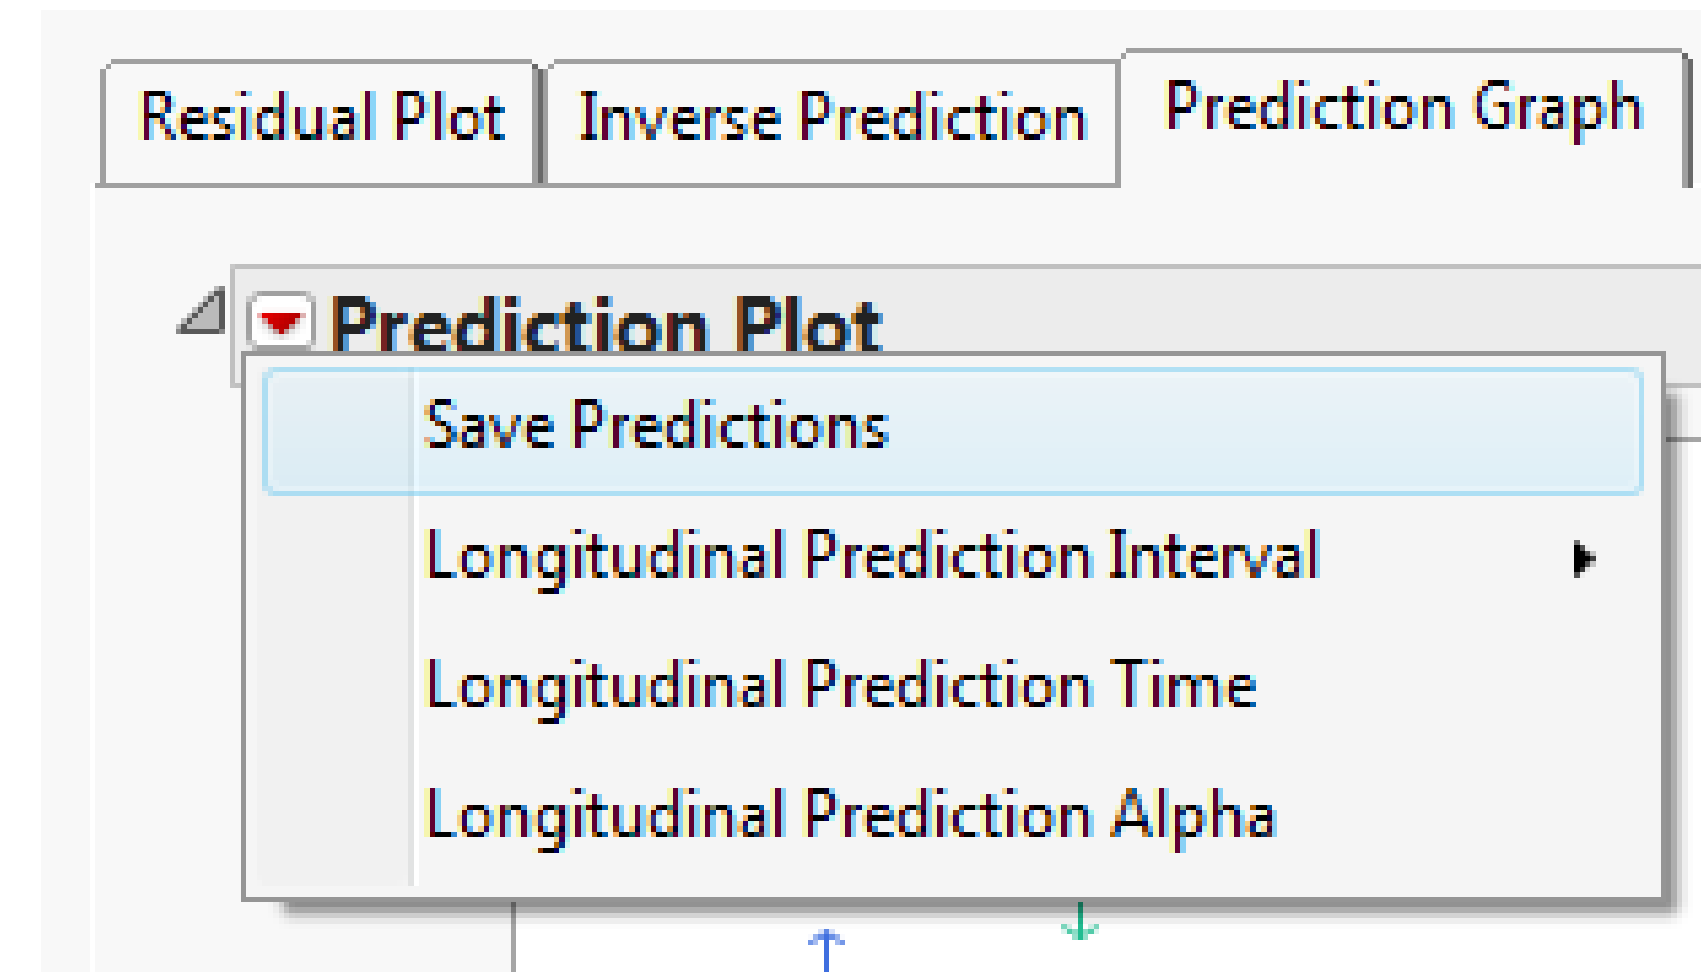 Residual Plot Inverse Prediction Prediction Graph
Prediction Plot
Save Predictions
Longitudinal Prediction Interval
Longitudinal Prediction Time
Longitudinal Prediction Alpha